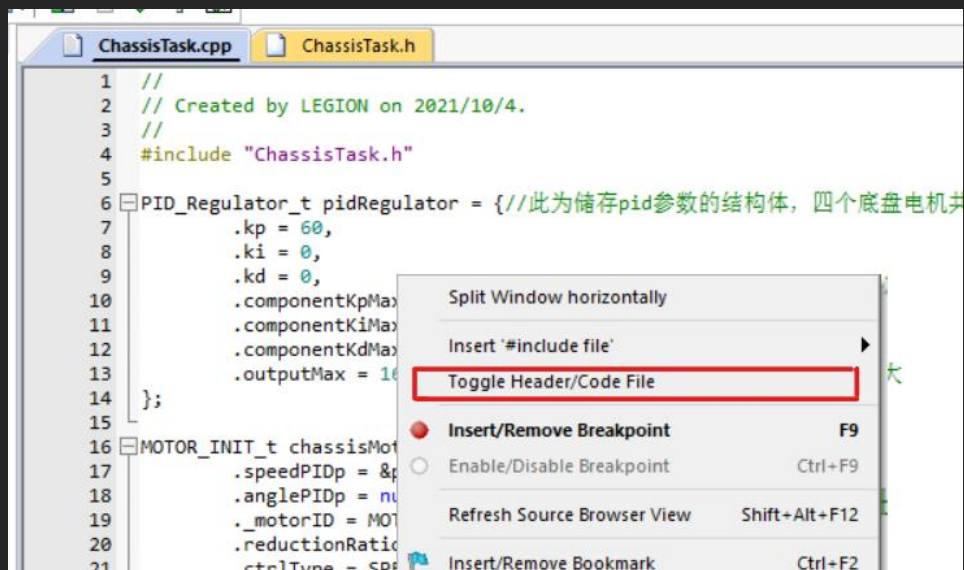 ChassisTask.cpp ChassisTask.h
1 //
2 // Created by LEGION on 2021/10/4.
3 //
4 #include "ChassisTask.h"
5
6 PID_Regulator_t pidRegulator = {//此为储存pid参数的结构体，四个底盘电机共
7 .kp = 60,
8 .ki = 0,
9 .kd = 0,
10 .componentKpMax
11 .componentKiMax
12 .componentKdMax
13 .outputMax = 16 大
14 };
15
16 MOTOR_INIT_t chassisMot
17 .speedPIDp = &p
18 .anglePIDp = nu
19 ._motorID = MOT
20 .reductionRatio
21 .ctrlType = SPE
Split Window horizontally
Insert '#include file'
Toggle Header/Code File
Insert/Remove Breakpoint F9
Enable/Disable Breakpoint Ctrl+F9
Refresh Source Browser View Shift+Alt+F12
Insert/Remove Bookmark Ctrl+F2